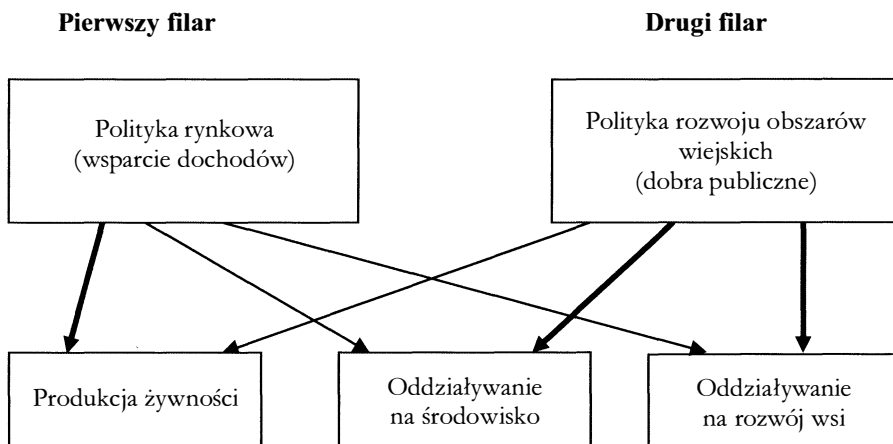 Pierwszy filar
Drugi filar
Polityka rynkowa
(wsparcie dochodów)
Polityka rozwoju obszarów
wiejskich
(dobra publiczne)
Produkcja żywności
Oddziaływanie
na środowisko
Oddziaływanie
na rozwój wsi